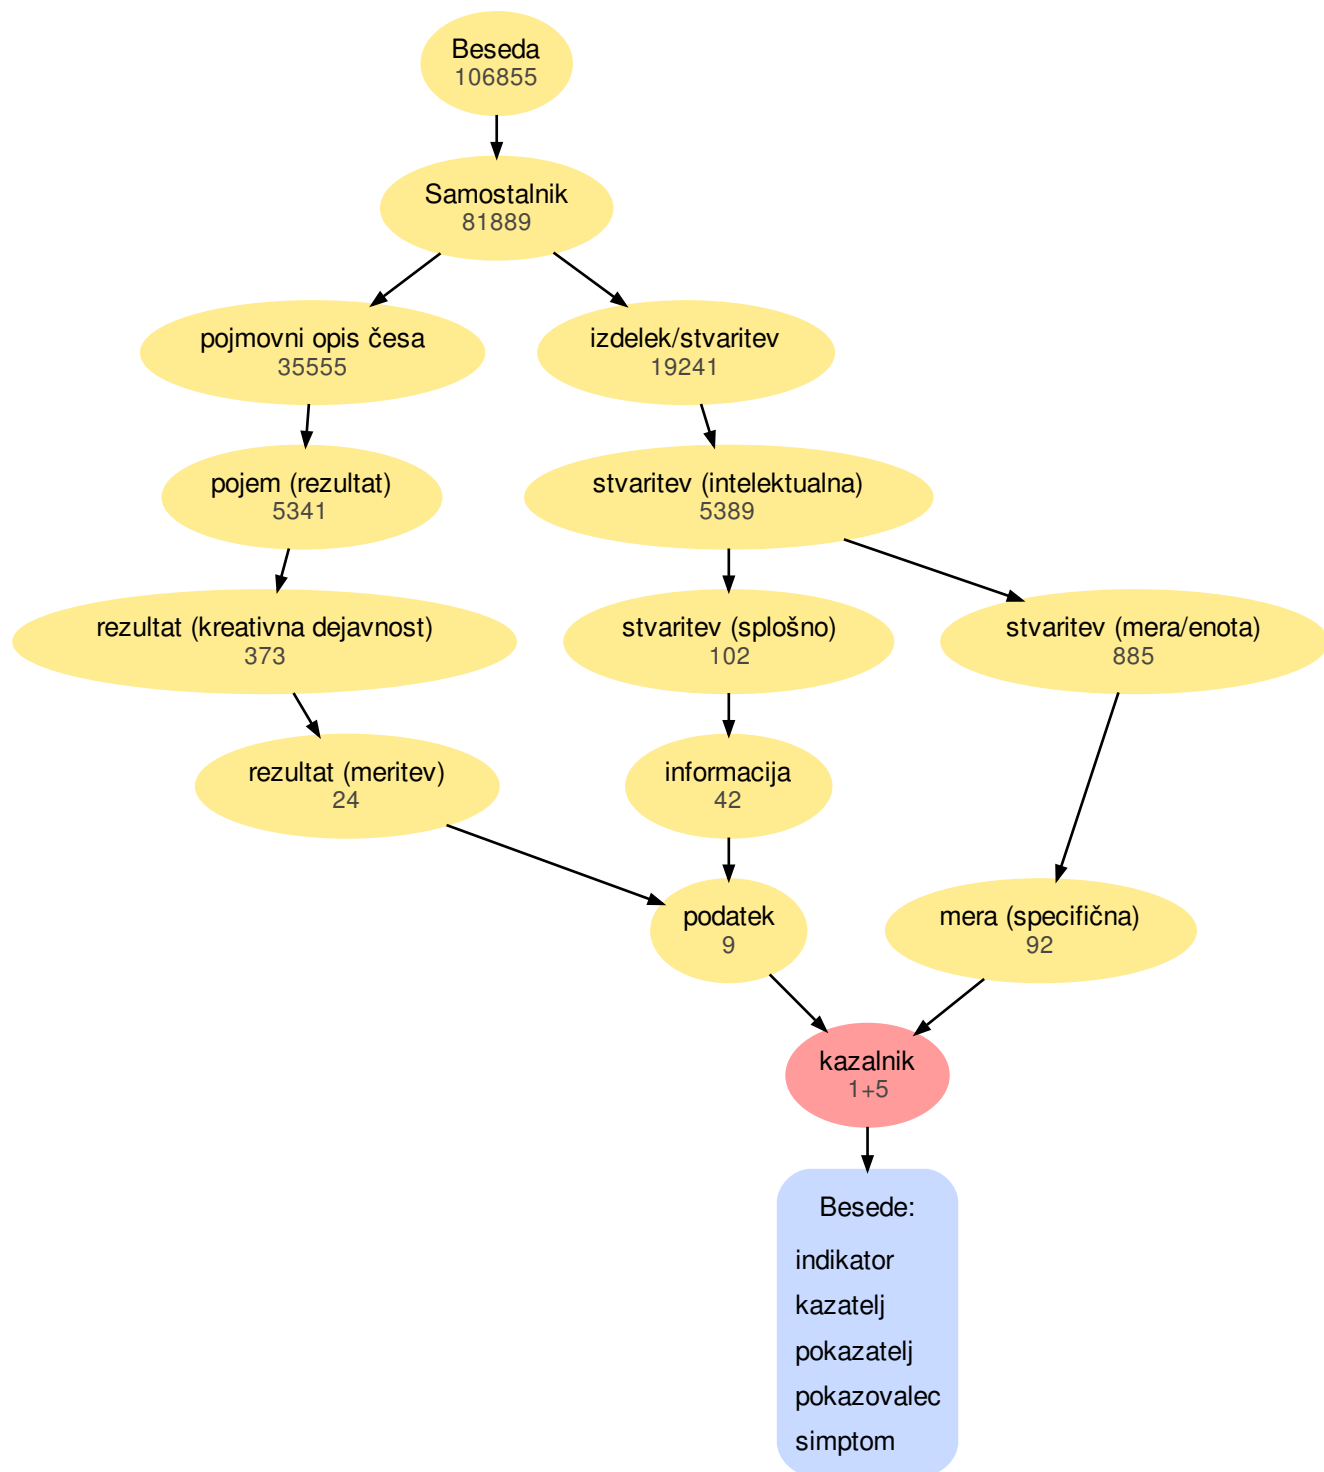 Beseda
106855
Samostalnik
81889
pojmovni opis česa
35555
izdelek/stvaritev
19241
pojem (rezultat)
5341
stvaritev (intelektualna)
5389
rezultat (kreativna dejavnost)
373
stvaritev (splošno)
102
stvaritev (mera/enota)
885
rezultat (meritev)
24
informacija
42
podatek
9
mera (specifična)
92
kazalnik
1+5
Besede:
indikator
kazatelj
pokazatelj
pokazovalec
simptom